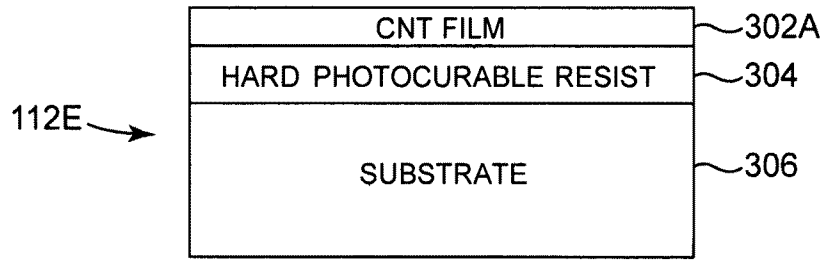 CNT FILM 302A
HARD PHOTOCURABLE RESIST 304
112E
SUBSTRATE 306